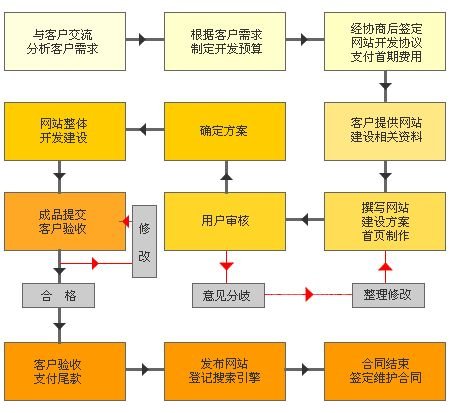 与客户交流
分析客户需求
根据客户需求
制定开发预算
经协商后签定
网站开发协议
支付首期费用
客户提供网站
建设相关资料
撰写网站
建设方案
首页制作
用户审核
意见分歧
整理修改
确定方案
网站整体
开发建设
成品提交
客户验收
修
改
合 格
客户验收
支付尾款
发布网站
登记搜索引擎
合同结束
签定维护合同